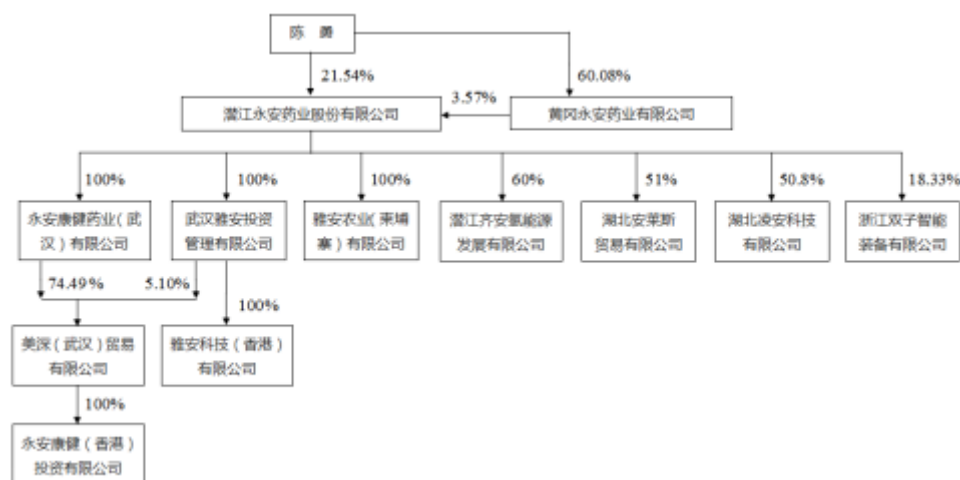 陈 勇
21.54%
60.08%
3.57%
潜江永安药业股份有限公司
黄冈永安药业有限公司
100%
100%
100%
60%
51%
50.8%
18.33%
永安康健药业（武
汉）有限公司
武汉雅安投资
管理有限公司
雅安农业（柬埔
寨）有限公司
潜江齐安氢能源
发展有限公司
湖北安莱斯
贸易有限公司
湖北凌安科技
有限公司
浙江双子智能
装备有限公司
74.49%
5.10%
100%
美深（武汉）贸易
有限公司
雅安科技（香港）
有限公司
100%
永安康健（香港）
投资有限公司